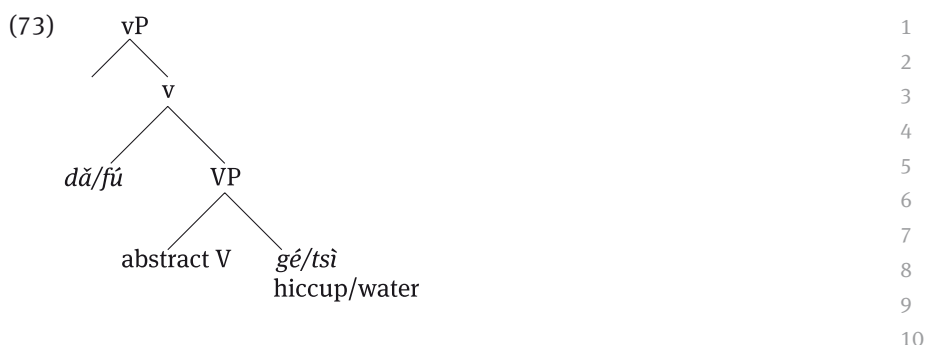 (73) vP
v
dǎ/fú VP
abstract V gé/tsì
hiccup/water
1
2
3
4
5
6
7
8
9
10